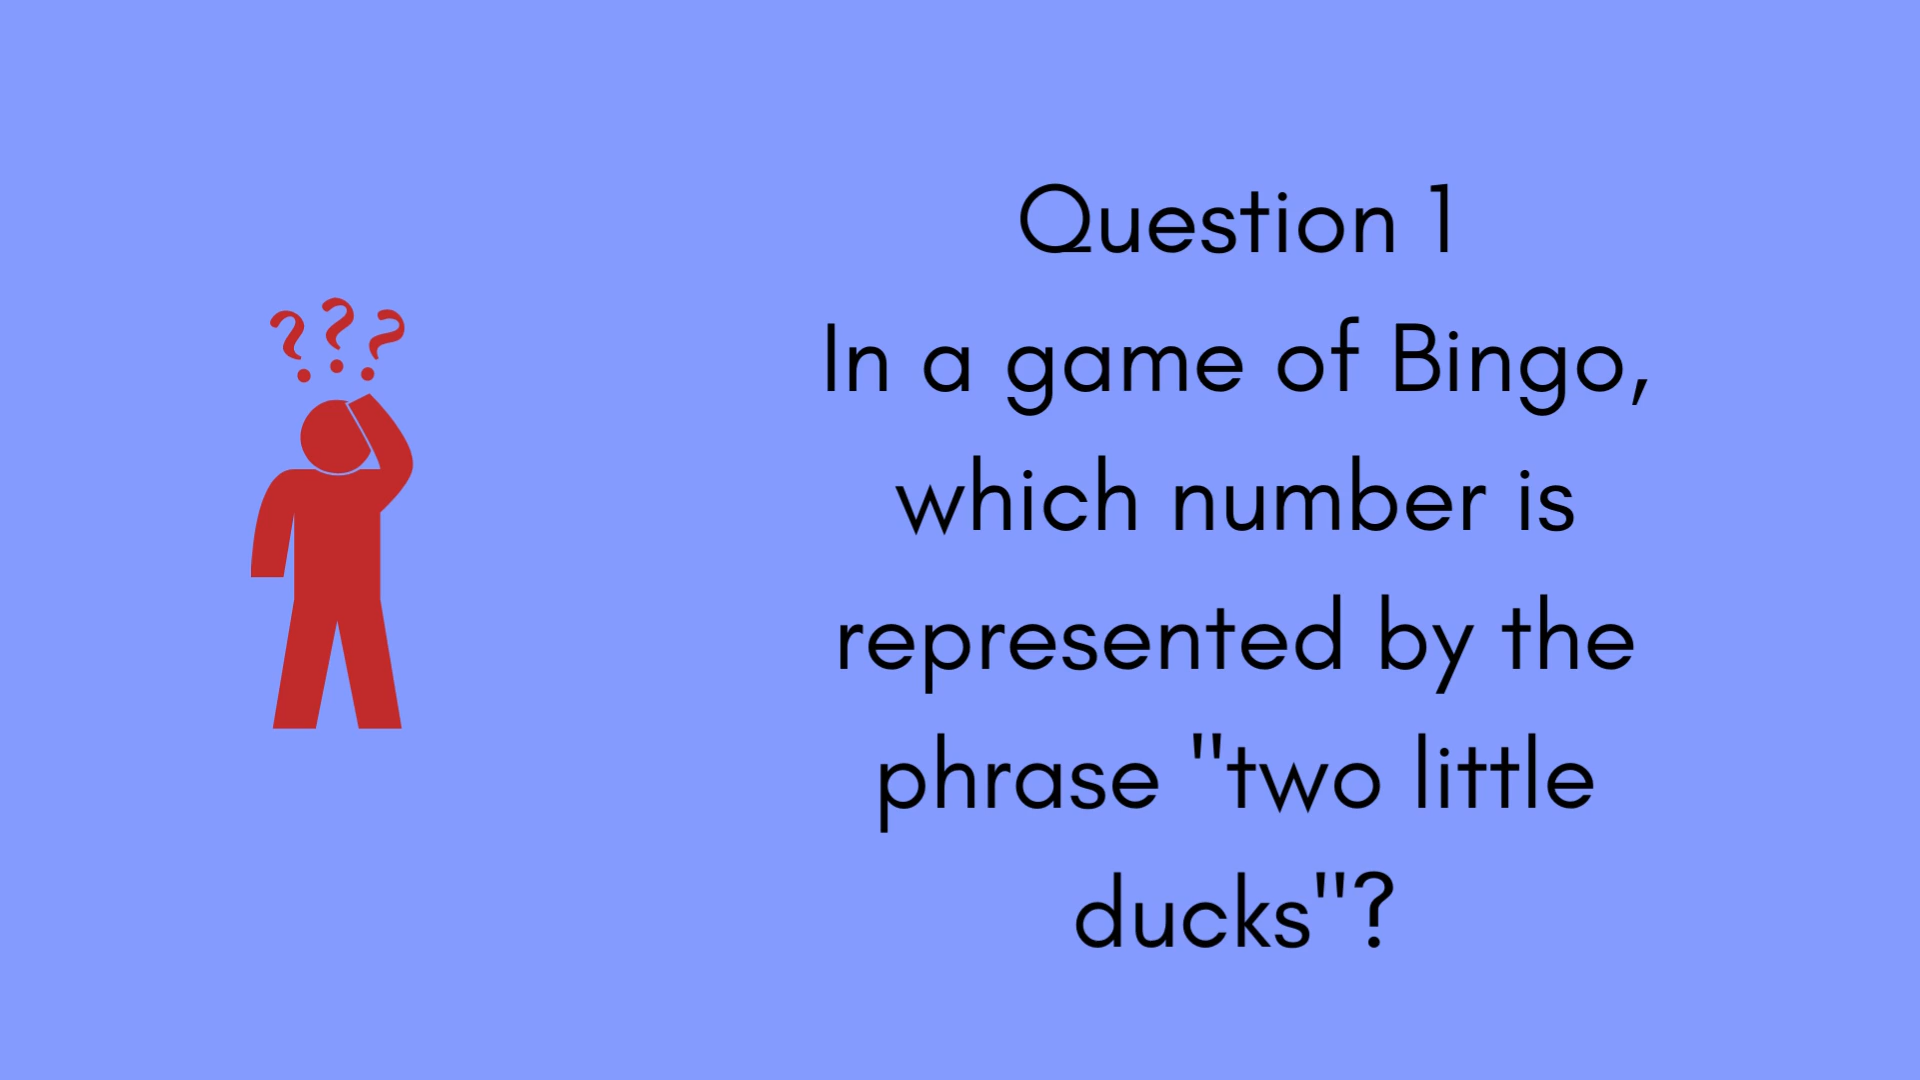 Question 1
In a game of Bingo,
which number is
represented by the
phrase "two little
ducks"?